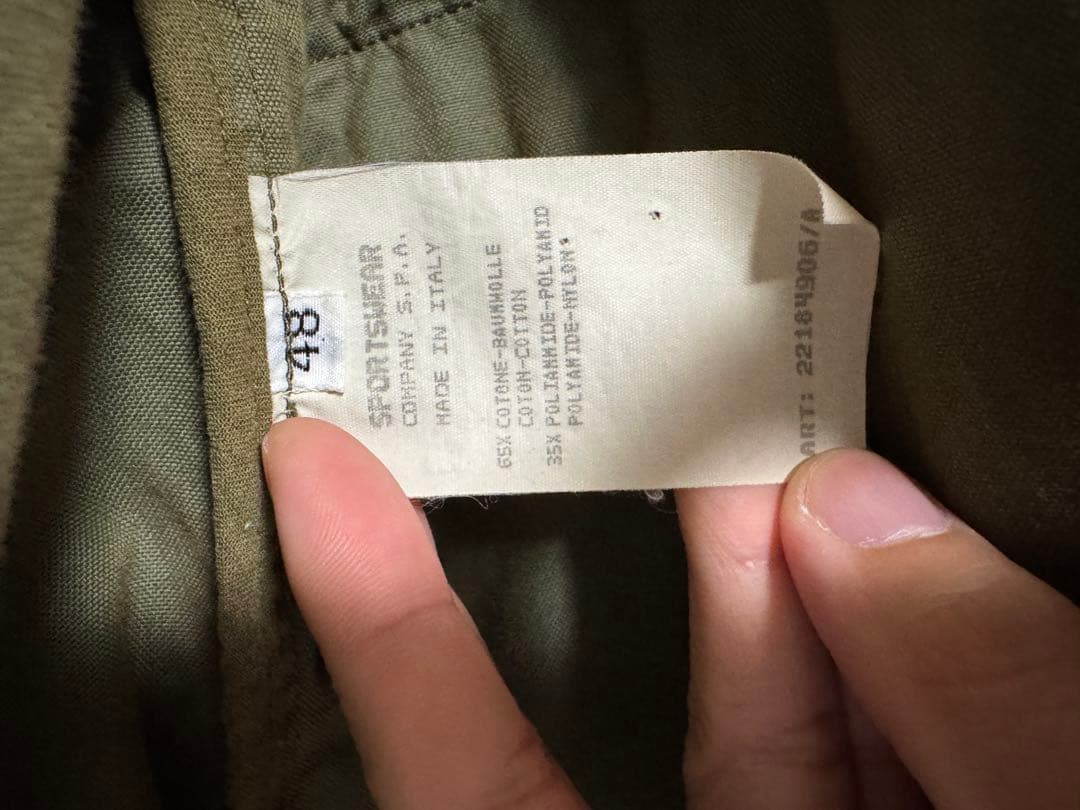 48
SPORTSWEAR
COMPANY S.P.A.
MADE IN ITALY
65% COTONE-BAUMWOLLE
COTON-COTTON
35% POLIAMMIDE-POLYAMID
POLYAMIDE-NYLON*
ART: 22184906/A